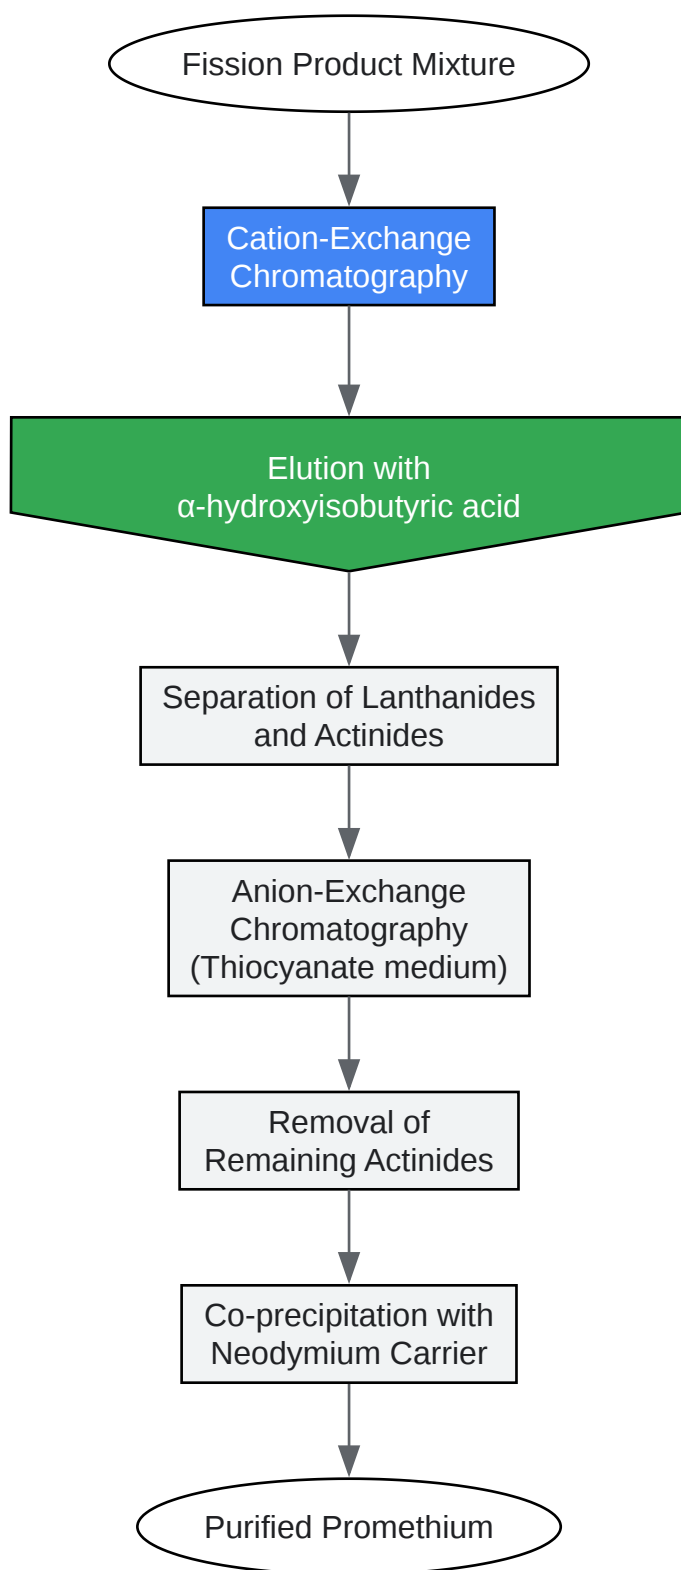 Fission Product Mixture
Cation-Exchange
Chromatography
Elution with
α-hydroxyisobutyric acid
Separation of Lanthanides
and Actinides
Anion-Exchange
Chromatography
(Thiocyanate medium)
Removal of
Remaining Actinides
Co-precipitation with
Neodymium Carrier
Purified Promethium